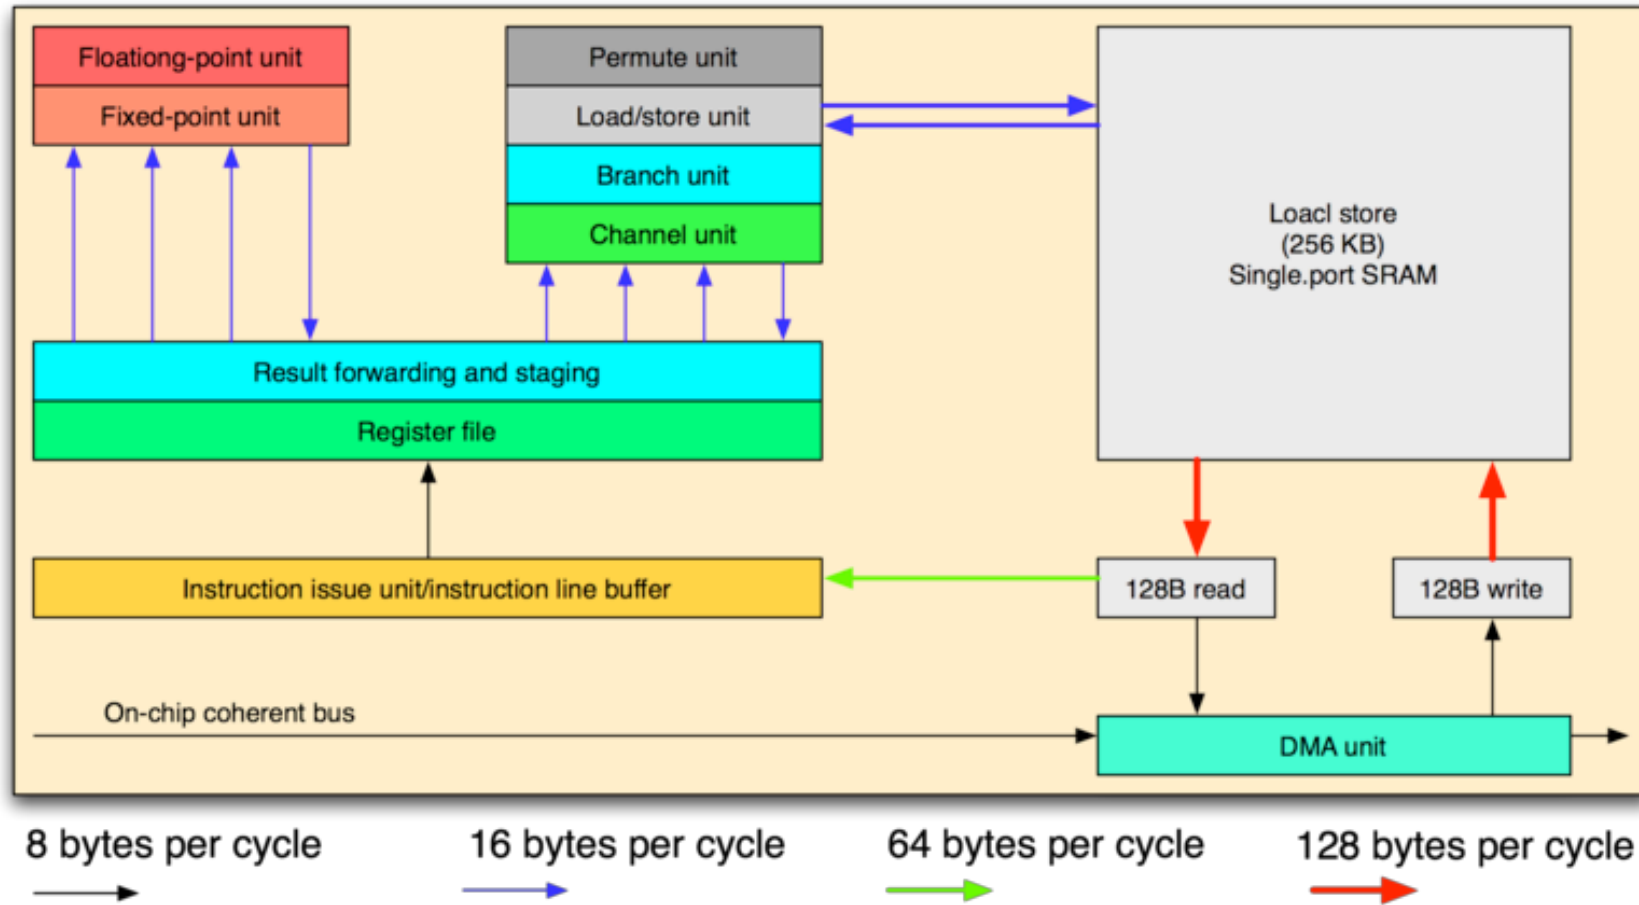 Floationg-point unit
Fixed-point unit
Permute unit
Load/store unit
Branch unit
Channel unit
Loacl store
(256 KB)
Single.port SRAM
Result forwarding and staging
Register file
Instruction issue unit/instruction line buffer
128B read
128B write
On-chip coherent bus
DMA unit
8 bytes per cycle
16 bytes per cycle
64 bytes per cycle
128 bytes per cycle